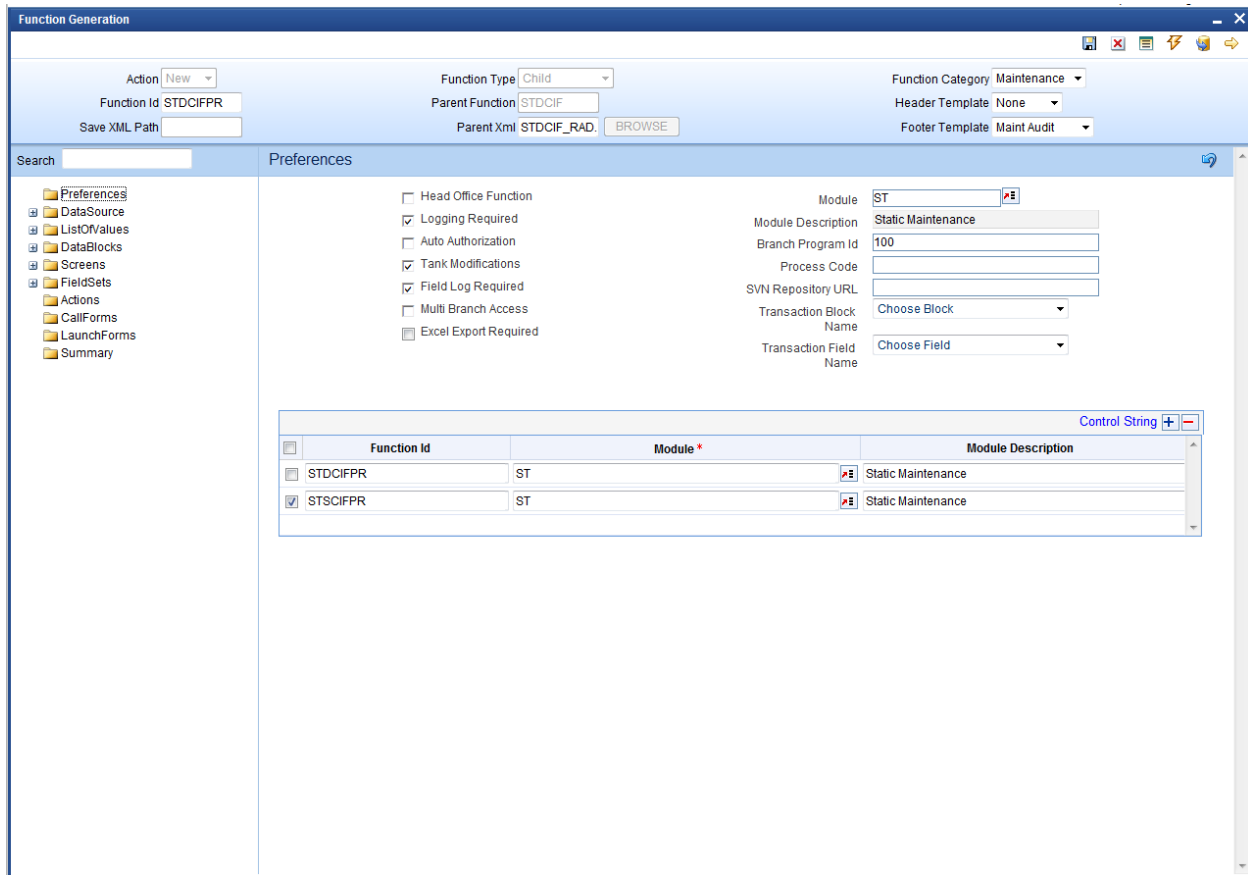 Function Generation
Action New Function Type Child Function Category Maintenance
Function Id STDCIFPR Parent Function STDCIF Header Template None
Save XML Path Parent Xml STDCIF_RAD. BROWSE Footer Template Maint Audit
Search Preferences
Preferences
DataSource
ListOfValues
DataBlocks
Screens
FieldSets
Actions
CallForms
LaunchForms
Summary
Head Office Function
Logging Required
Auto Authorization
Tank Modifications
Field Log Required
Multi Branch Access
Excel Export Required
Module ST
Module Description Static Maintenance
Branch Program Id 100
Process Code
SVN Repository URL
Transaction Block Choose Block
Name
Transaction Field Choose Field
Name
Control String
Function Id Module * Module Description
STDCIFPR ST Static Maintenance
STSCIFPR ST Static Maintenance